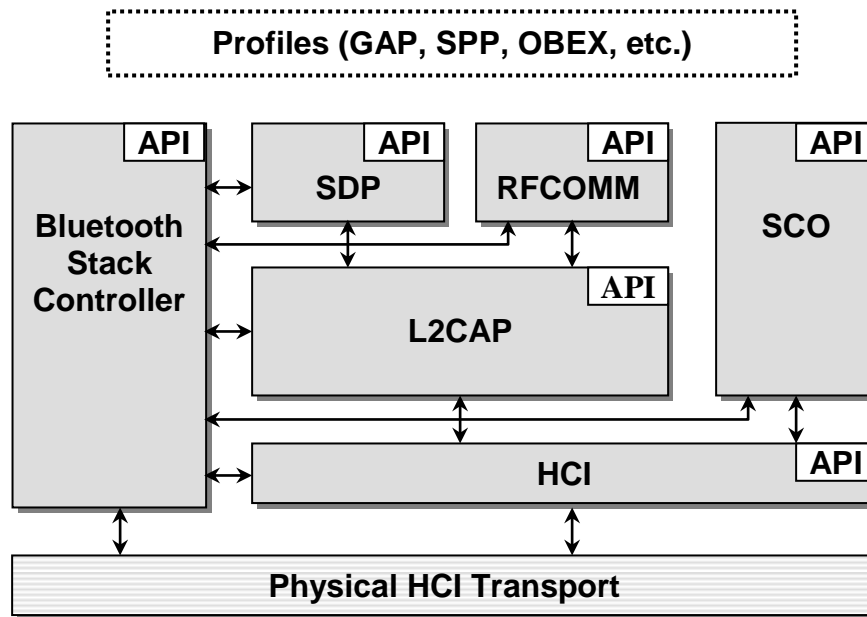 Profiles (GAP, SPP, OBEX, etc.)
API
API
API
API
SDP
RFCOMM
Bluetooth
Stack
Controller
SCO
API
L2CAP
API
HCI
Physical HCI Transport